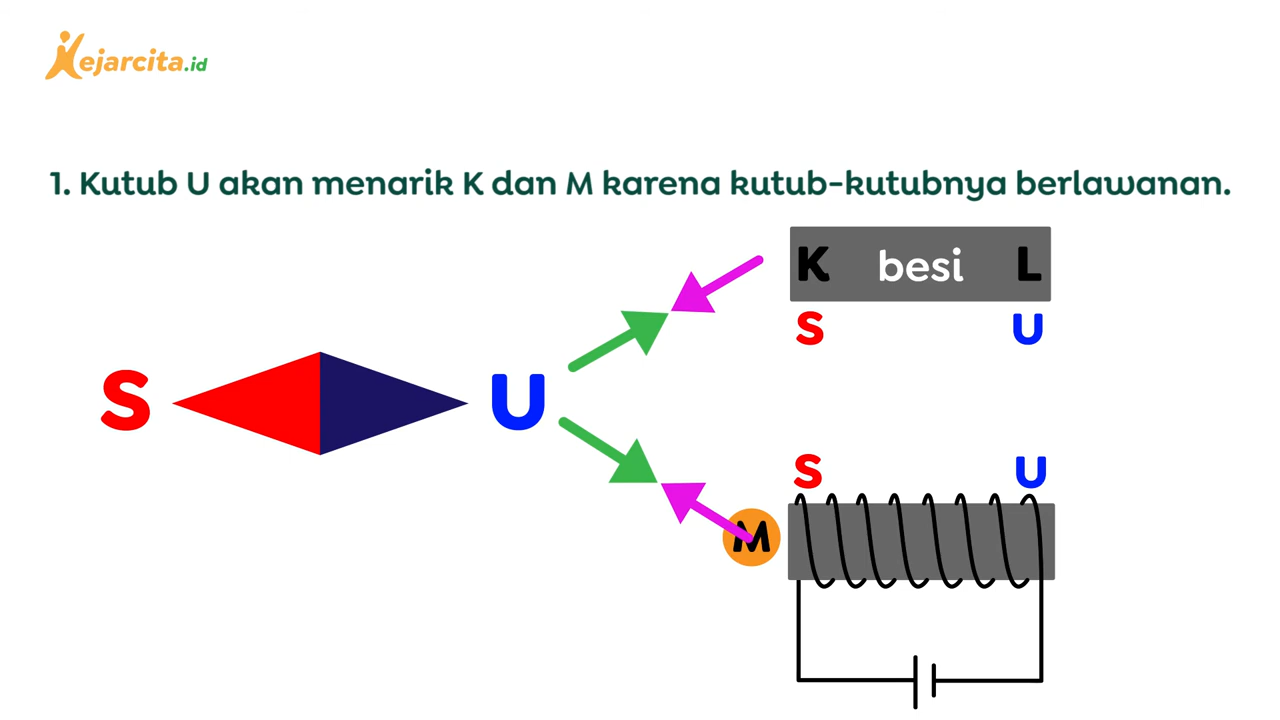 Kejarcita.id
1. Kutub U akan menarik K dan M karena kutub-kutubnya berlawanan.
K besi L
S U
S U
S U
M